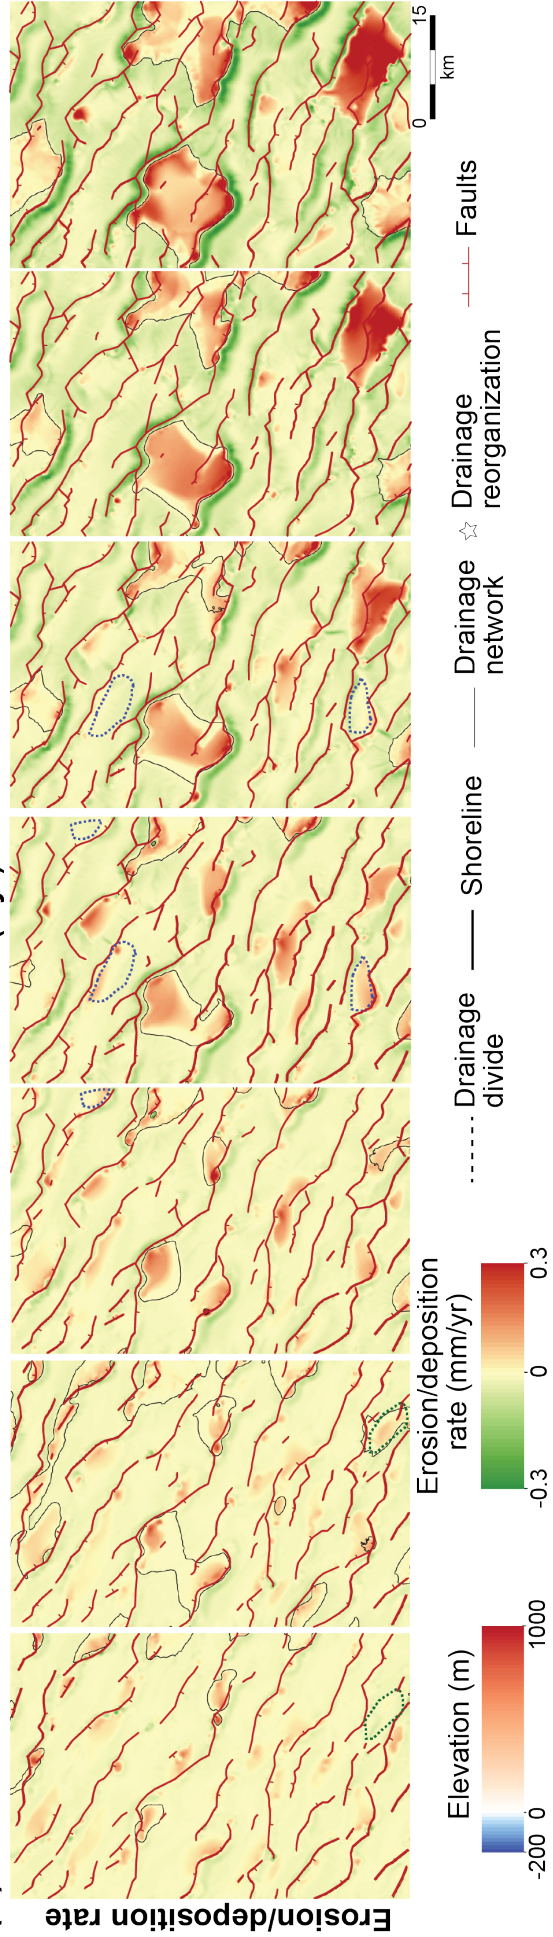 Erosion/deposition rate
15
0
km
Elevation (m)
-200 0 1000
Erosion/deposition
rate (mm/yr)
-0.3 0 0.3
Drainage
divide
Shoreline
Drainage
network
Drainage
reorganization
Faults